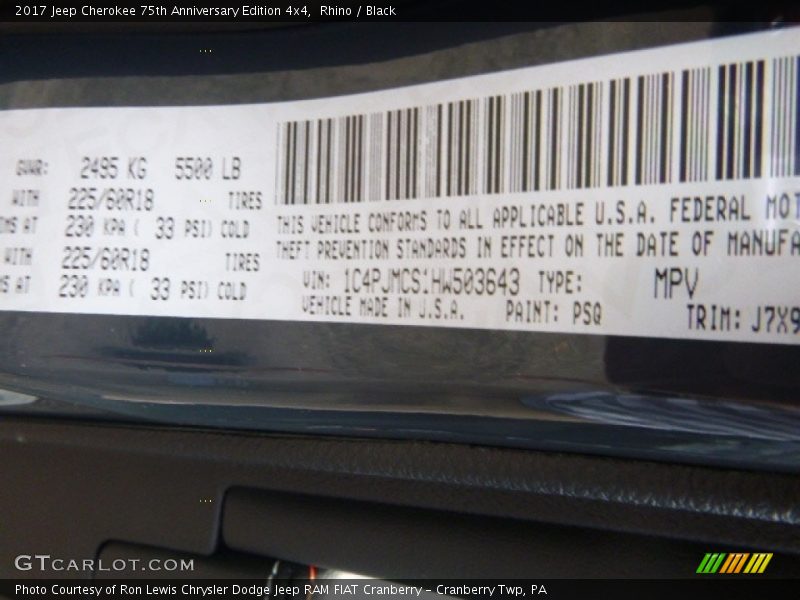 2017 Jeep Cherokee 75th Anniversary Edition 4x4,  Rhino / Black
GVWR: 2495 KG 5500 LB
WITH 225/60R18 TIRES
AT 230 KPA ( 33 PSI) COLD
WITH 225/60R18 TIRES
AT 230 KPA ( 33 PSI) COLD
THIS VEHICLE CONFORMS TO ALL APPLICABLE U.S.A. FEDERAL MOT
THEFT PREVENTION STANDARDS IN EFFECT ON THE DATE OF MANUFA
VIN: 1C4PJMCS1HW503643 TYPE: MPV
VEHICLE MADE IN U.S.A. PAINT: PSQ TRIM: J7X9
GTCARLOT.COM
Photo Courtesy of Ron Lewis Chrysler Dodge Jeep RAM FIAT Cranberry - Cranberry Twp, PA